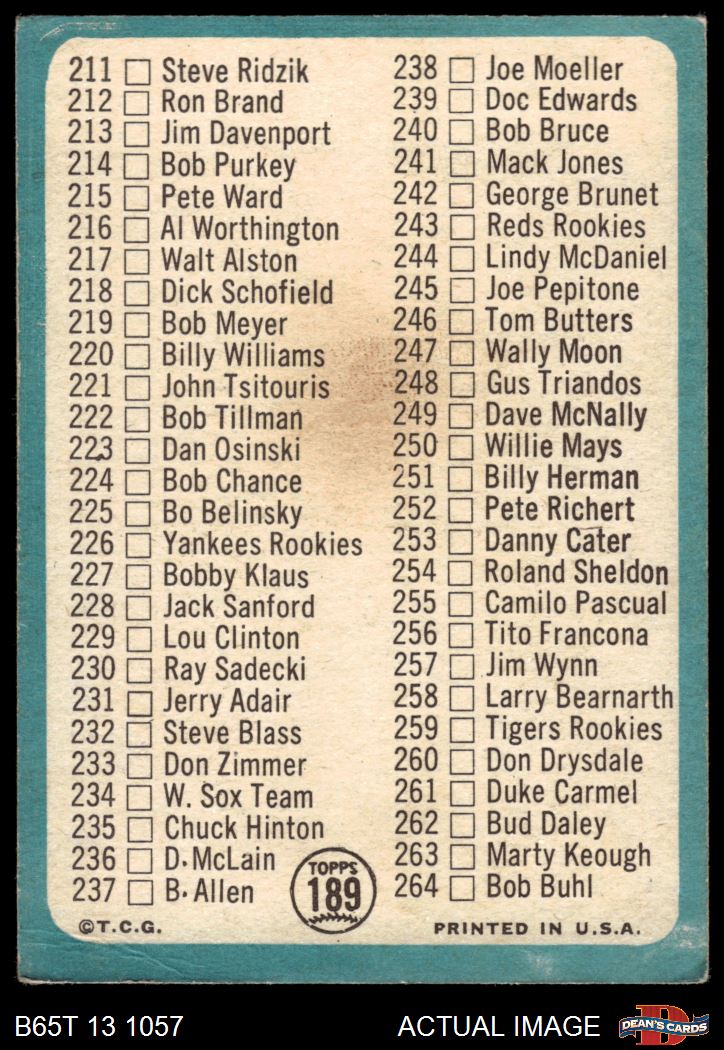 211 Steve Ridzik
212 Ron Brand
213 Jim Davenport
214 Bob Purkey
215 Pete Ward
216 Al Worthington
217 Walt Alston
218 Dick Schofield
219 Bob Meyer
220 Billy Williams
221 John Tsitouris
222 Bob Tillman
223 Dan Osinski
224 Bob Chance
225 Bo Belinsky
226 Yankees Rookies
227 Bobby Klaus
228 Jack Sanford
229 Lou Clinton
230 Ray Sadecki
231 Jerry Adair
232 Steve Blass
233 Don Zimmer
234 W. Sox Team
235 Chuck Hinton
236 D. McLain
237 B. Allen
238 Joe Moeller
239 Doc Edwards
240 Bob Bruce
241 Mack Jones
242 George Brunet
243 Reds Rookies
244 Lindy McDaniel
245 Joe Pepitone
246 Tom Butters
247 Wally Moon
248 Gus Triandos
249 Dave McNally
250 Willie Mays
251 Billy Herman
252 Pete Richert
253 Danny Cater
254 Roland Sheldon
255 Camilo Pascual
256 Tito Francona
257 Jim Wynn
258 Larry Bearnarth
259 Tigers Rookies
260 Don Drysdale
261 Duke Carmel
262 Bud Daley
263 Marty Keough
264 Bob Buhl
TOPPS
189
©T.C.G.
PRINTED IN U.S.A.
B65T 13 1057
ACTUAL IMAGE
D
DEAN'S CARDS